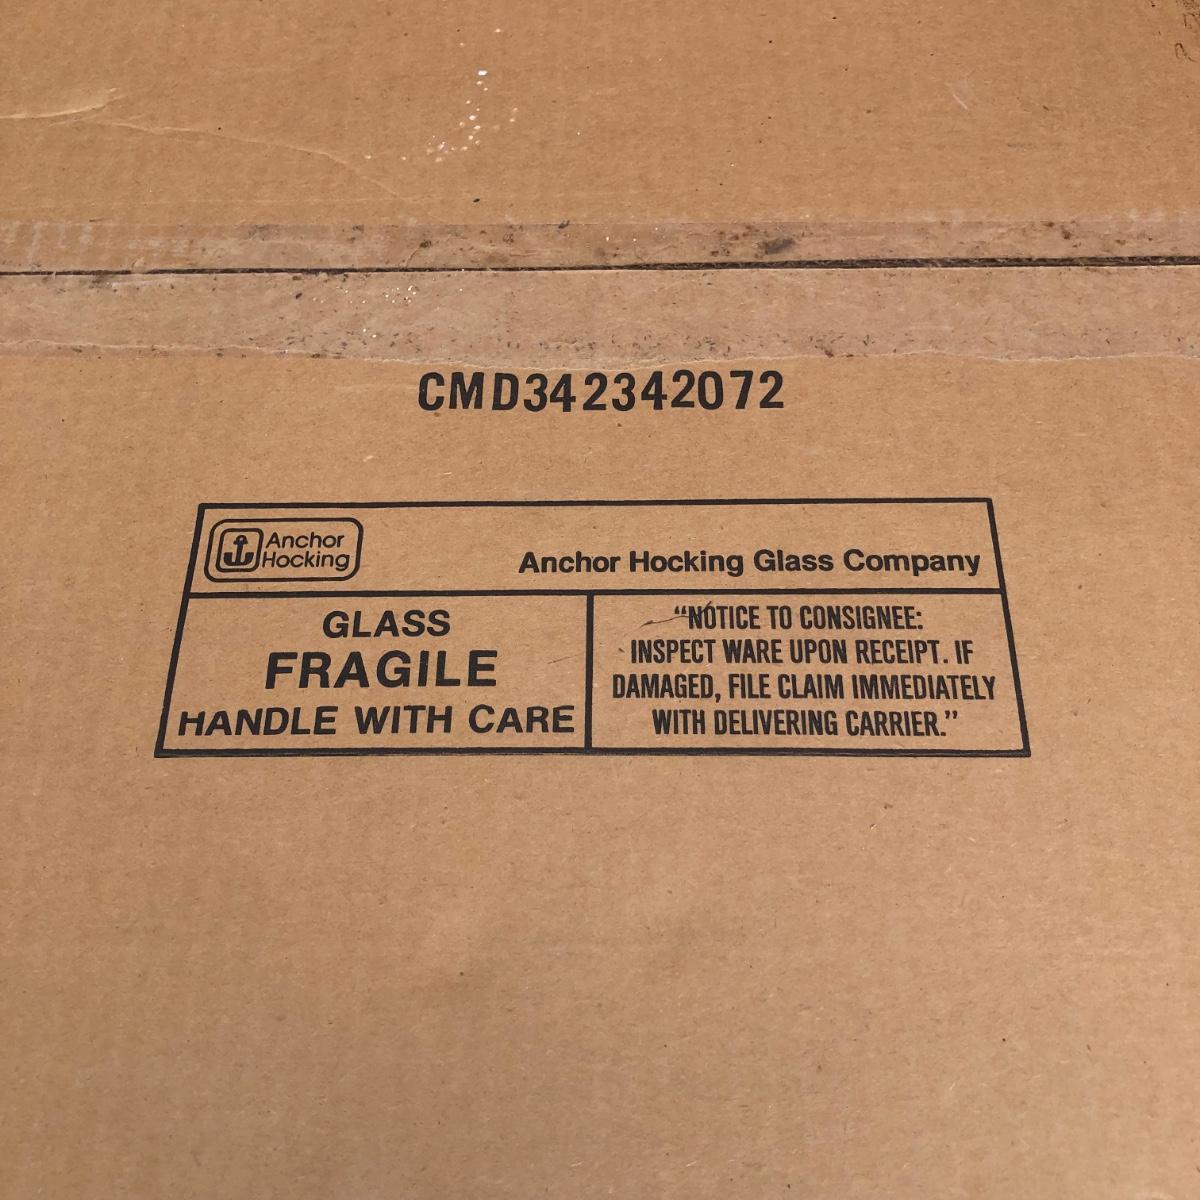 CMD342342072
Anchor
Hocking
Anchor Hocking Glass Company
GLASS
FRAGILE
HANDLE WITH CARE
“NOTICE TO CONSIGNEE:
INSPECT WARE UPON RECEIPT. IF
DAMAGED, FILE CLAIM IMMEDIATELY
WITH DELIVERING CARRIER.”